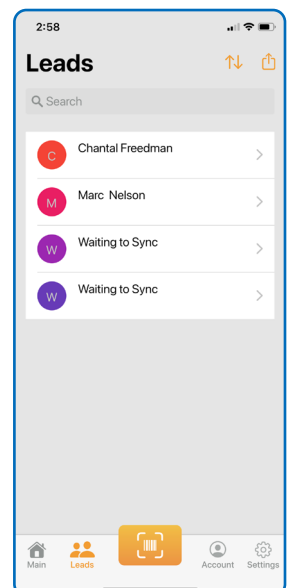 2:58
Leads
Search
C Chantal Freedman
M Marc Nelson
W Waiting to Sync
W Waiting to Sync
Main Leads Account Settings